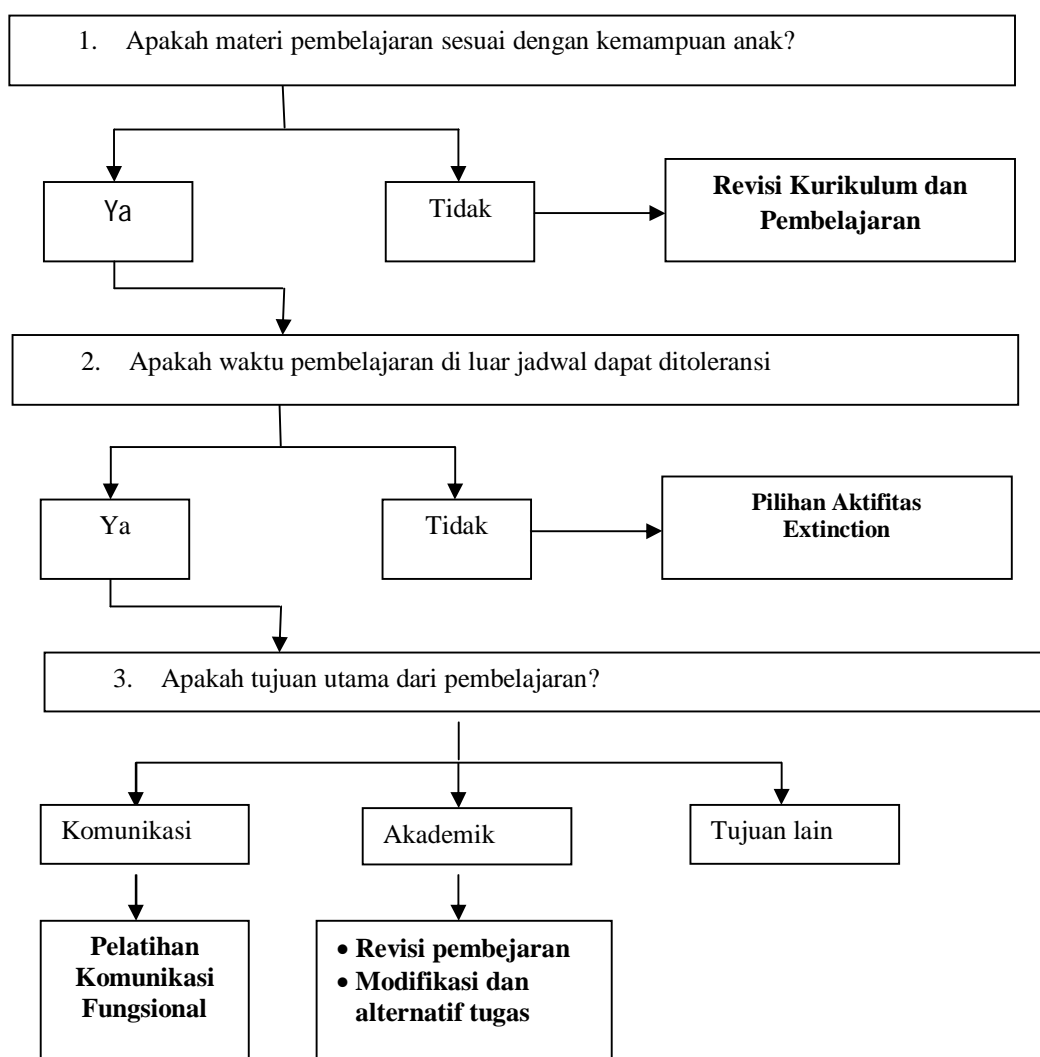 1. Apakah materi pembelajaran sesuai dengan kemampuan anak?
Ya
Tidak
Revisi Kurikulum dan
Pembelajaran
2. Apakah waktu pembelajaran di luar jadwal dapat ditoleransi
Ya
Tidak
Pilihan Aktifitas
Extinction
3. Apakah tujuan utama dari pembelajaran?
Komunikasi
Akademik
Tujuan lain
Pelatihan
Komunikasi
Fungsional
• Revisi pembejaran
• Modifikasi dan
alternatif tugas